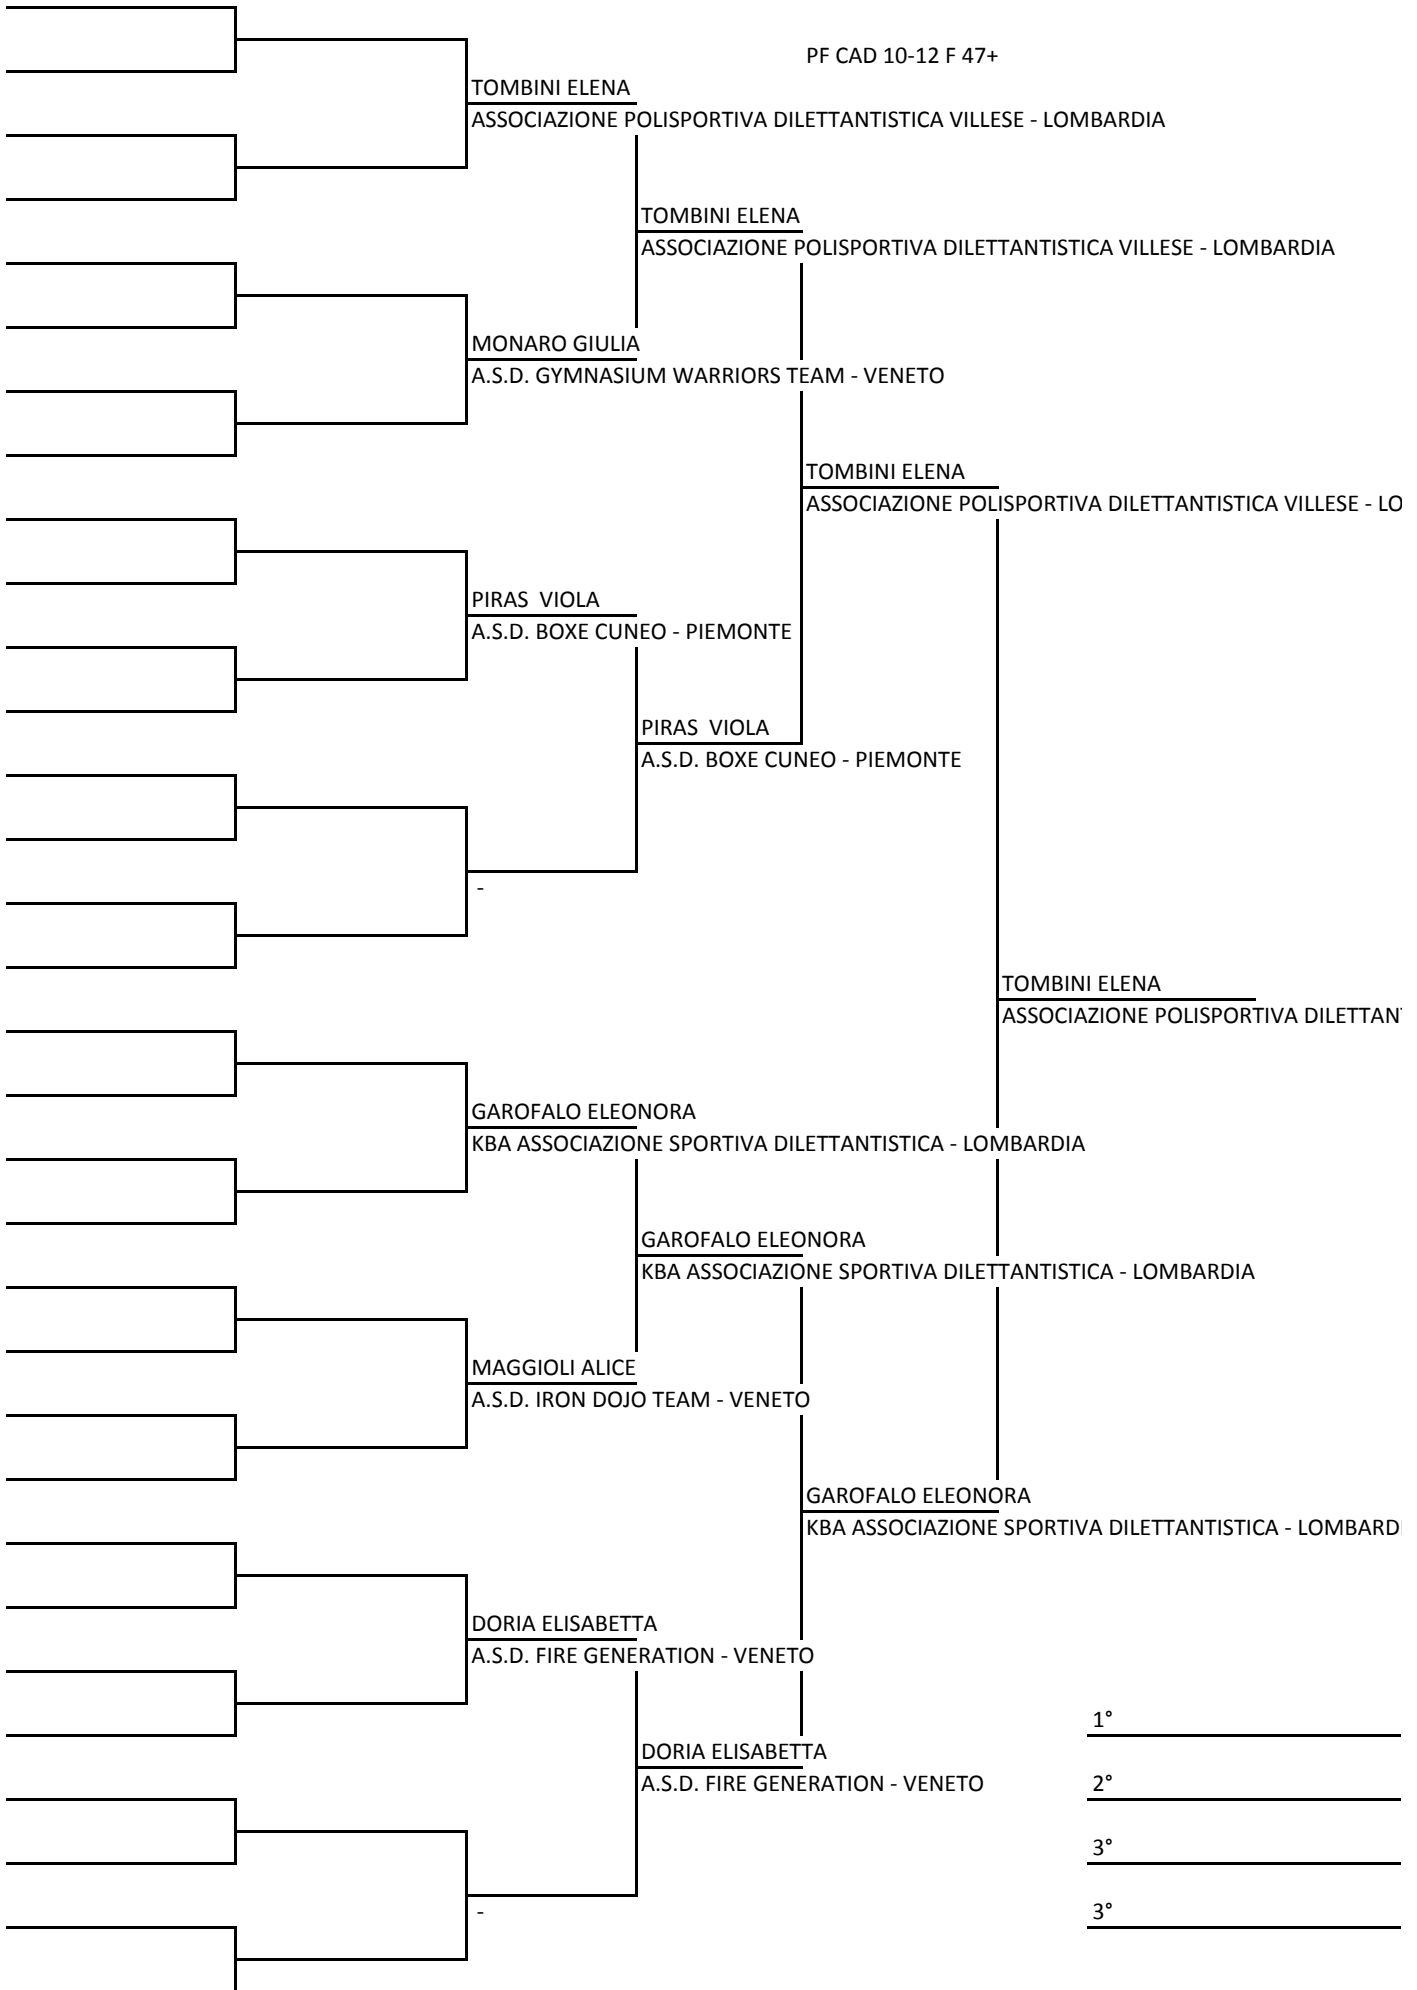 PF CAD 10-12 F 47+
TOMBINI ELENA
ASSOCIAZIONE POLISPORTIVA DILETTANTISTICA VILLESE - LOMBARDIA
TOMBINI ELENA
ASSOCIAZIONE POLISPORTIVA DILETTANTISTICA VILLESE - LOMBARDIA
MONARO GIULIA
A.S.D. GYMNASIUM WARRIORS TEAM - VENETO
TOMBINI ELENA
ASSOCIAZIONE POLISPORTIVA DILETTANTISTICA VILLESE - LO
PIRAS  VIOLA
A.S.D. BOXE CUNEO - PIEMONTE
PIRAS  VIOLA
A.S.D. BOXE CUNEO - PIEMONTE
-
TOMBINI ELENA
ASSOCIAZIONE POLISPORTIVA DILETTAN
GAROFALO ELEONORA
KBA ASSOCIAZIONE SPORTIVA DILETTANTISTICA - LOMBARDIA
GAROFALO ELEONORA
KBA ASSOCIAZIONE SPORTIVA DILETTANTISTICA - LOMBARDIA
MAGGIOLI ALICE
A.S.D. IRON DOJO TEAM - VENETO
GAROFALO ELEONORA
KBA ASSOCIAZIONE SPORTIVA DILETTANTISTICA - LOMBARDI
DORIA ELISABETTA
A.S.D. FIRE GENERATION - VENETO
1°
DORIA ELISABETTA
A.S.D. FIRE GENERATION - VENETO
2°
3°
-
3°